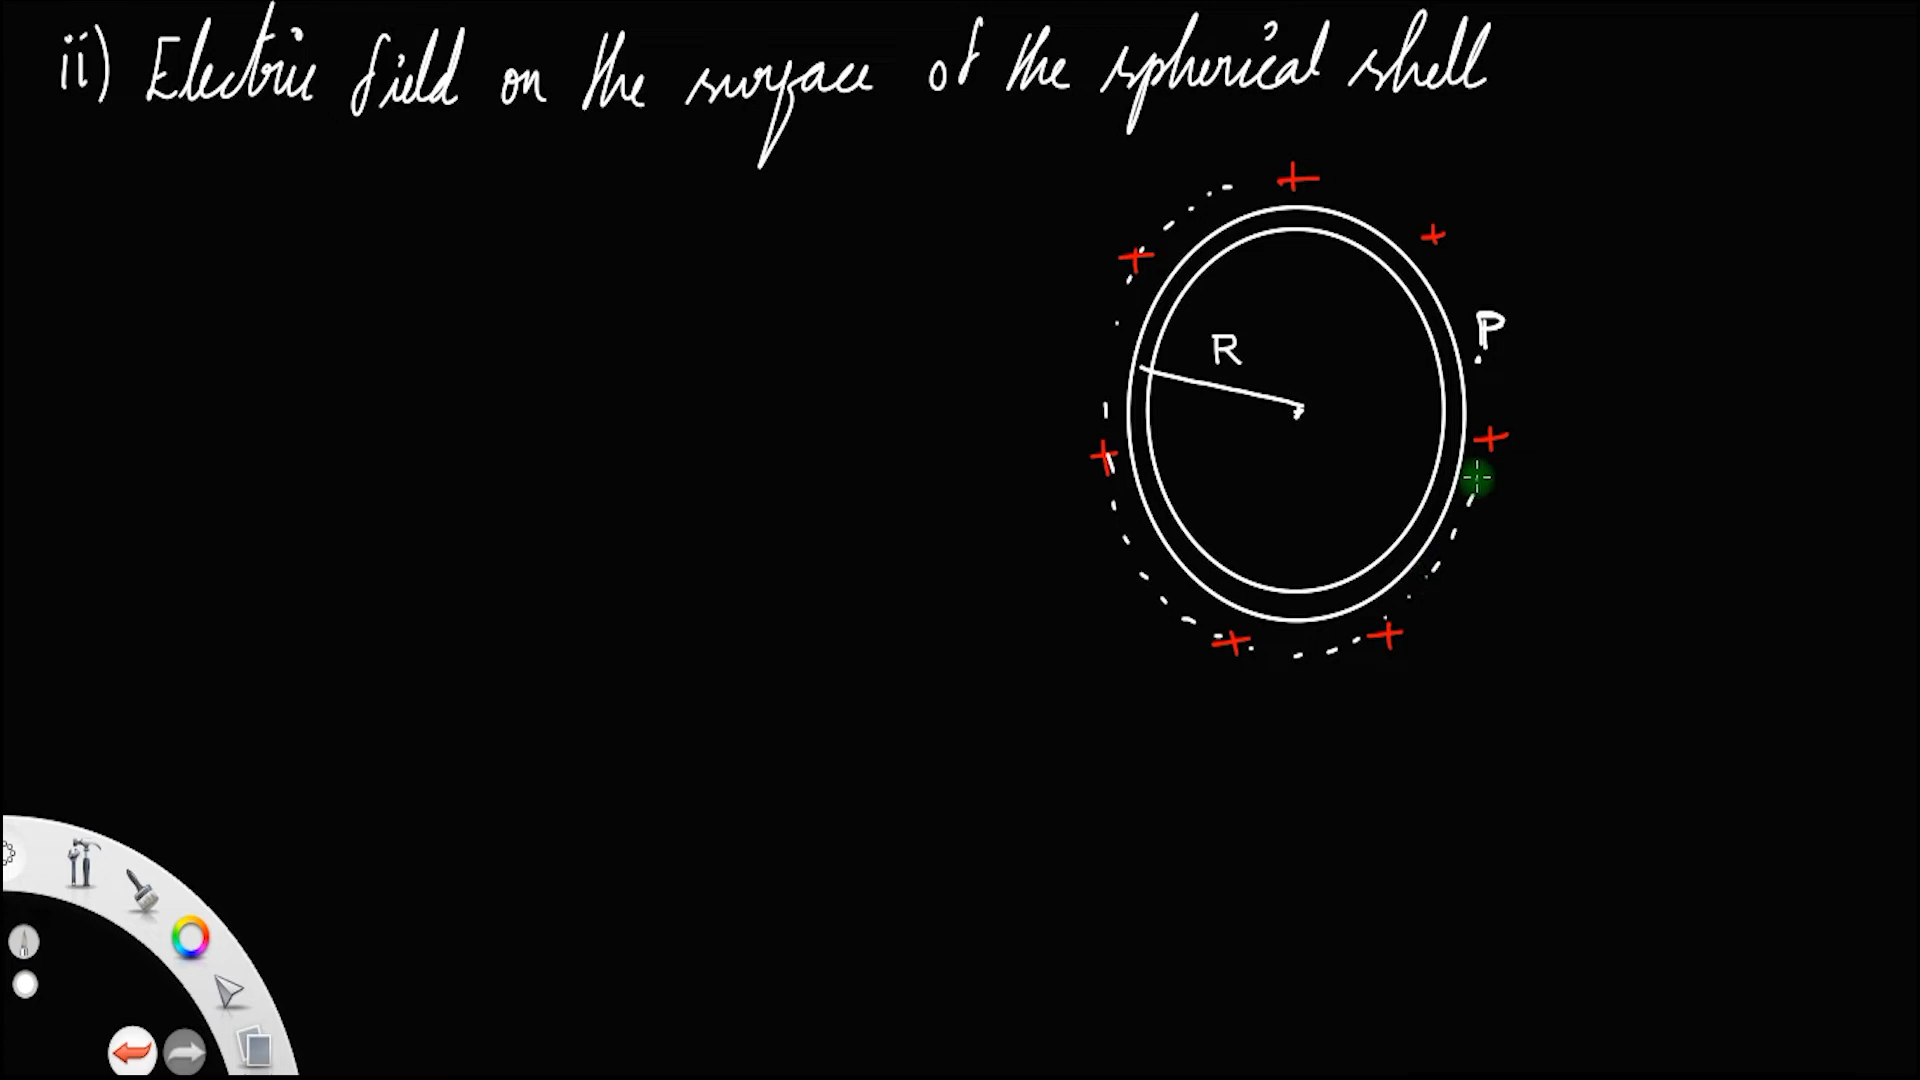 ii) Electric field on the surface of the spherical shell
P
R